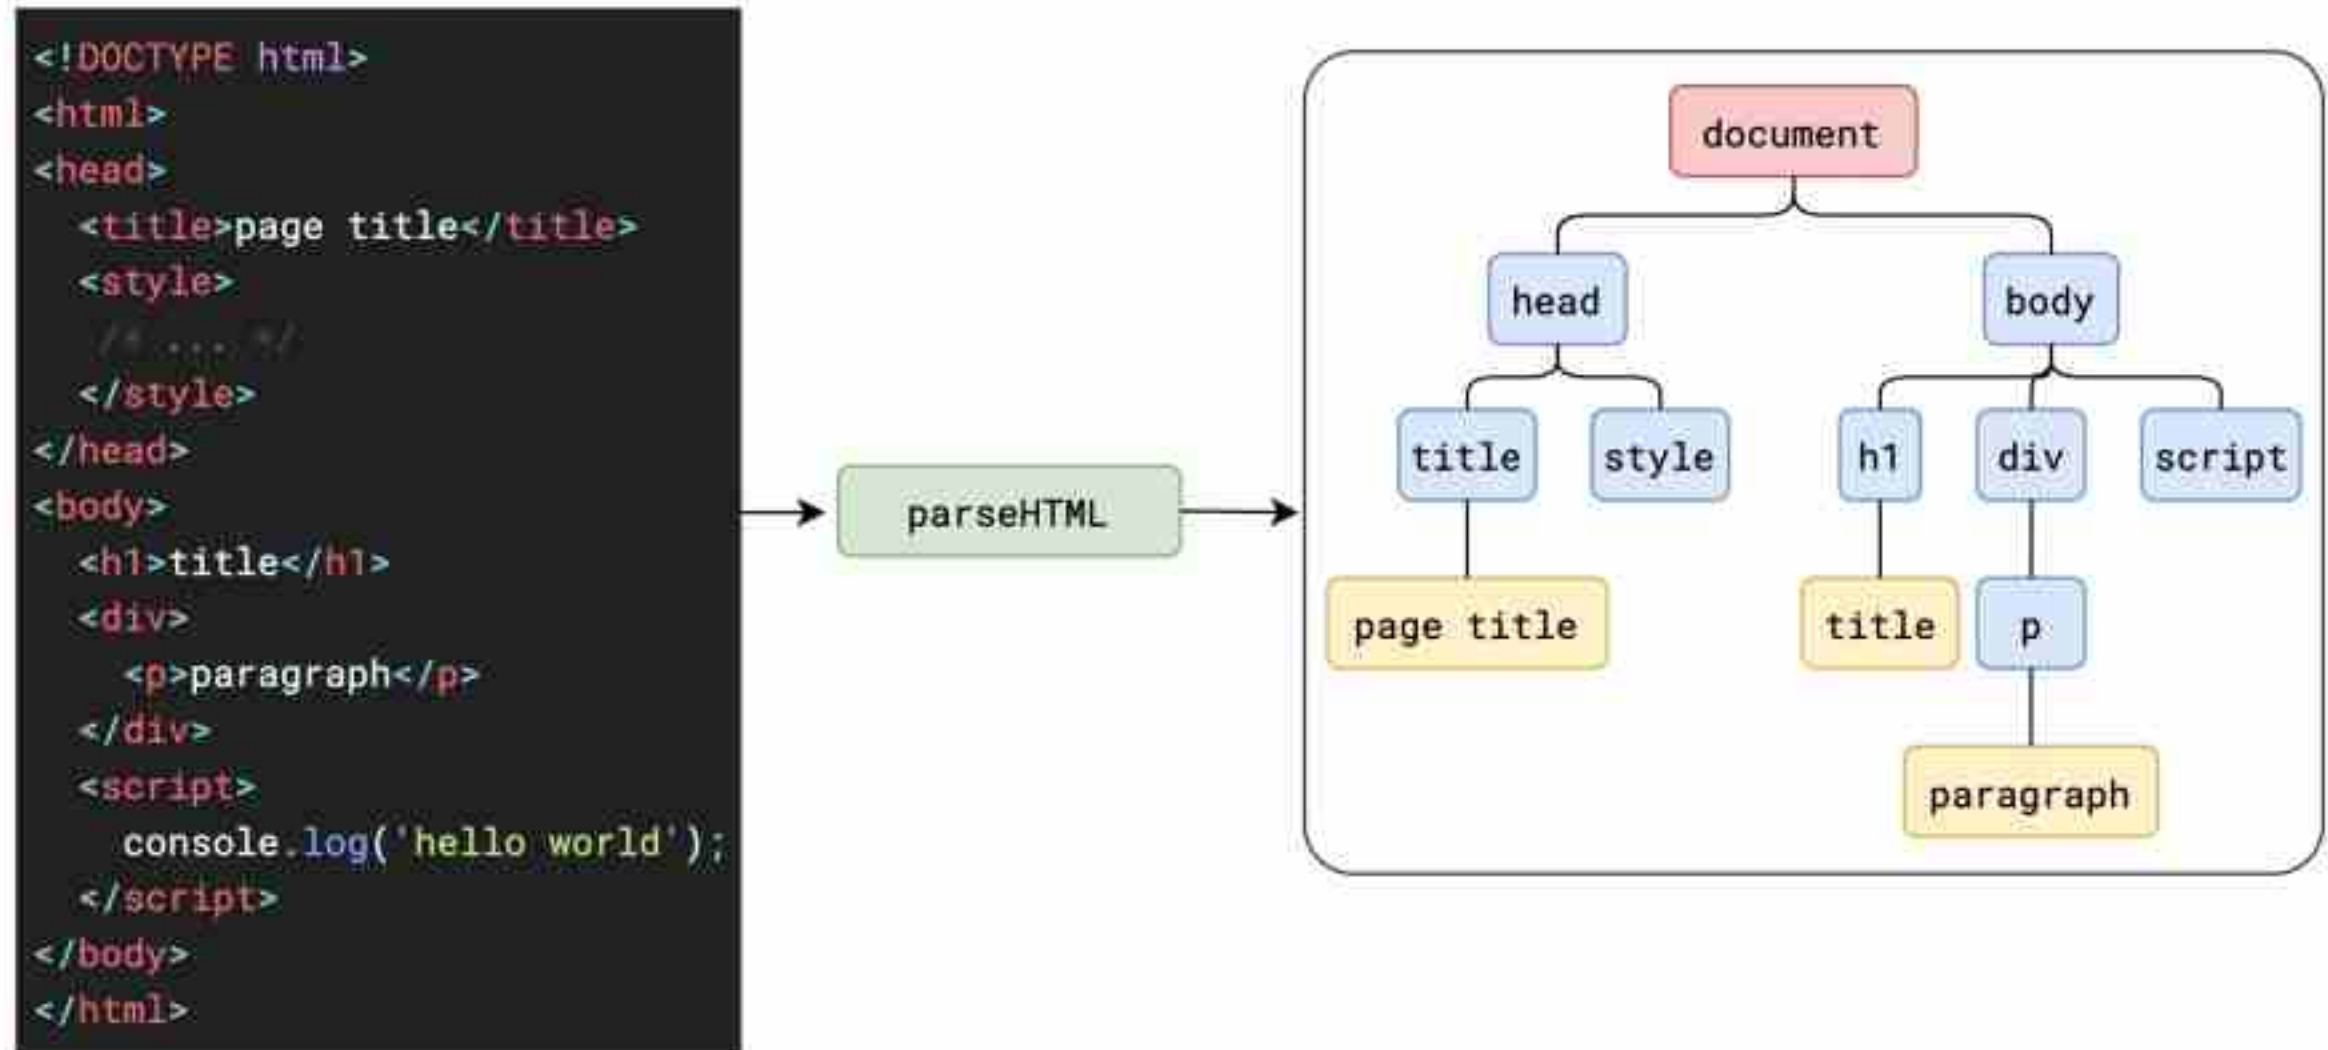 <!DOCTYPE html>
<html>
<head>
  <title>page title</title>
  <style>
    /* ... */
  </style>
</head>
<body>
  <h1>title</h1>
  <div>
    <p>paragraph</p>
  </div>
  <script>
    console.log('hello world');
  </script>
</body>
</html>
parseHTML
document
head body
title style h1 div script
page title title p
paragraph